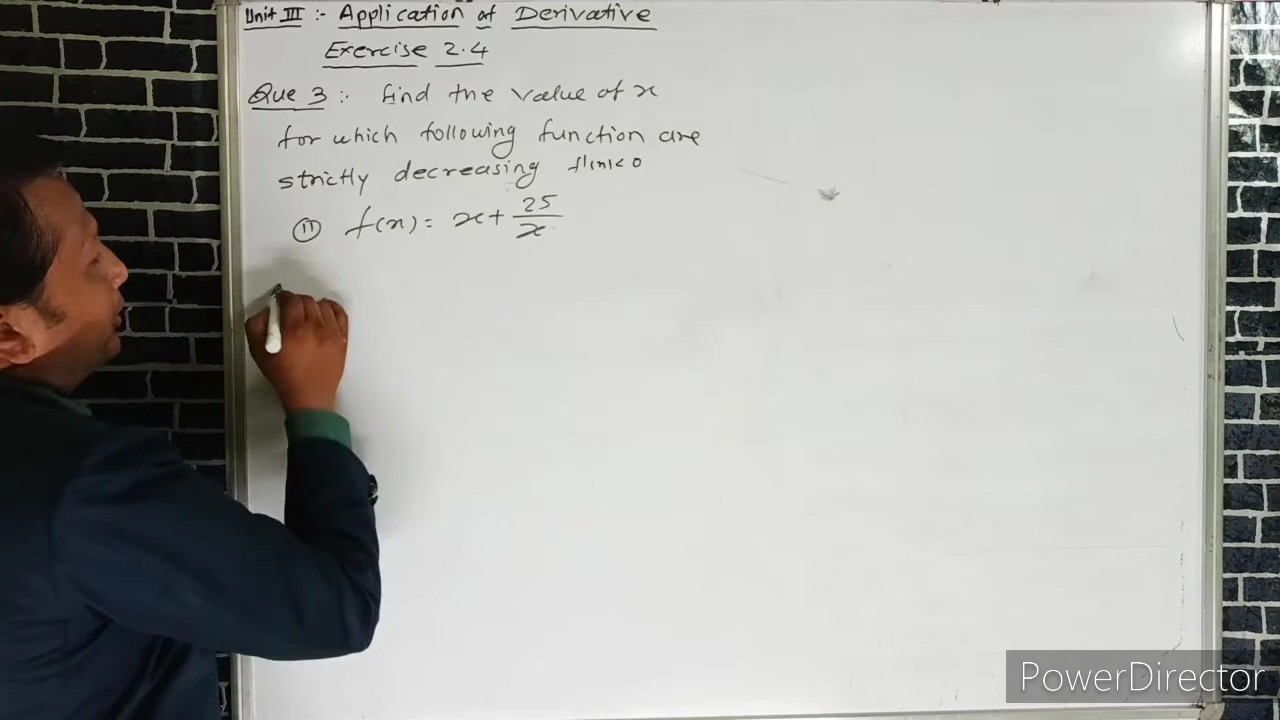 Unit III :- Application of Derivative
Exercise 2.4
Que 3 :- find the value of x
for which following function are
strictly decreasing f'(x)<0
(II) f(x) = x + 25/x
PowerDirector